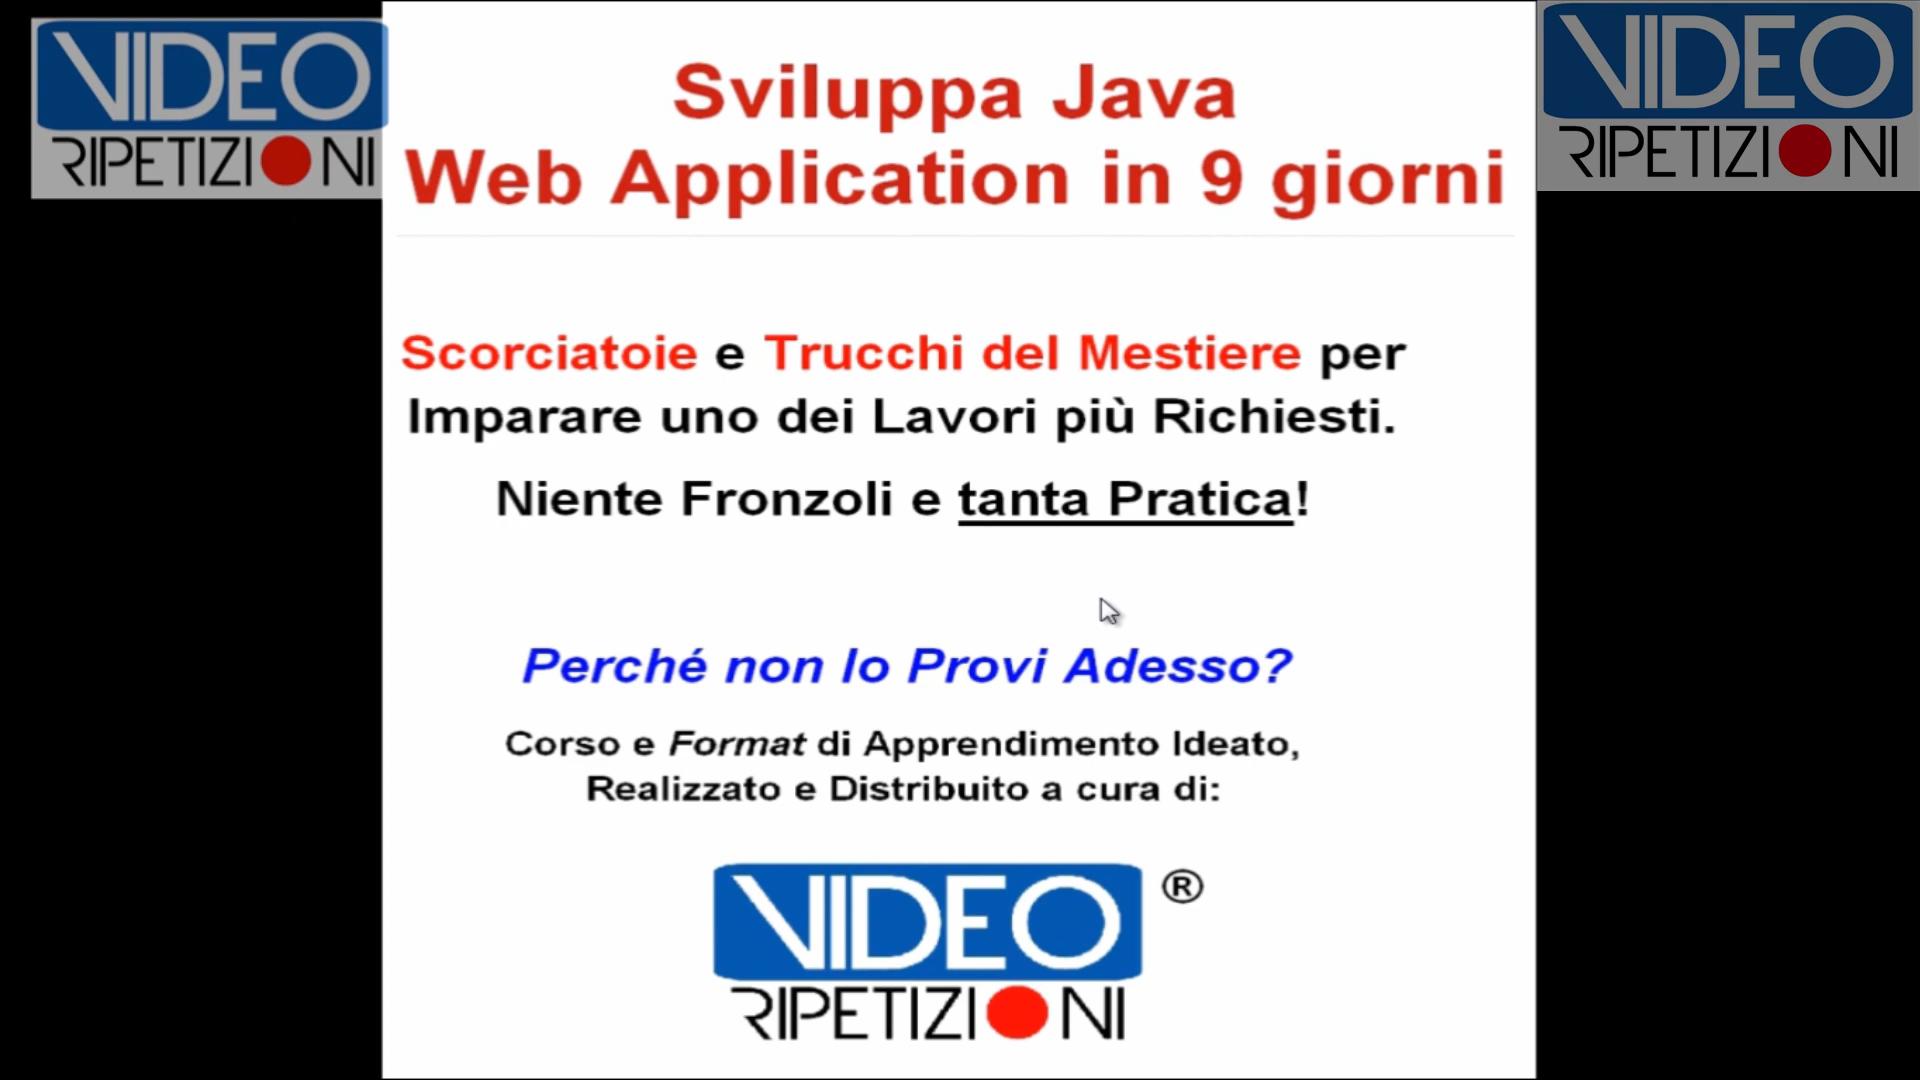 VIDEO
RIPETIZIONI
VIDEO
RIPETIZIONI
Sviluppa Java
Web Application in 9 giorni
Scorciatoie e Trucchi del Mestiere per
Imparare uno dei Lavori più Richiesti.
Niente Fronzoli e tanta Pratica!
Perché non lo Provi Adesso?
Corso e Format di Apprendimento Ideato,
Realizzato e Distribuito a cura di:
VIDEO ®
RIPETIZIONI